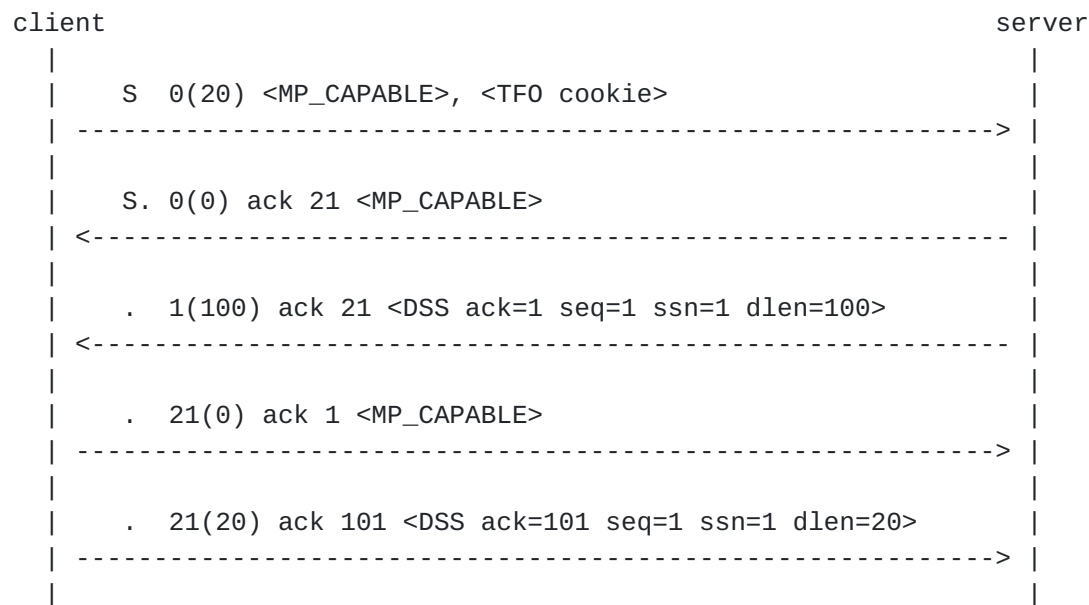 client server
S 0(20) <MP_CAPABLE>, <TFO cookie>
S. 0(0) ack 21 <MP_CAPABLE>
. 1(100) ack 21 <DSS ack=1 seq=1 ssn=1 dlen=100>
. 21(0) ack 1 <MP_CAPABLE>
. 21(20) ack 101 <DSS ack=101 seq=1 ssn=1 dlen=20>